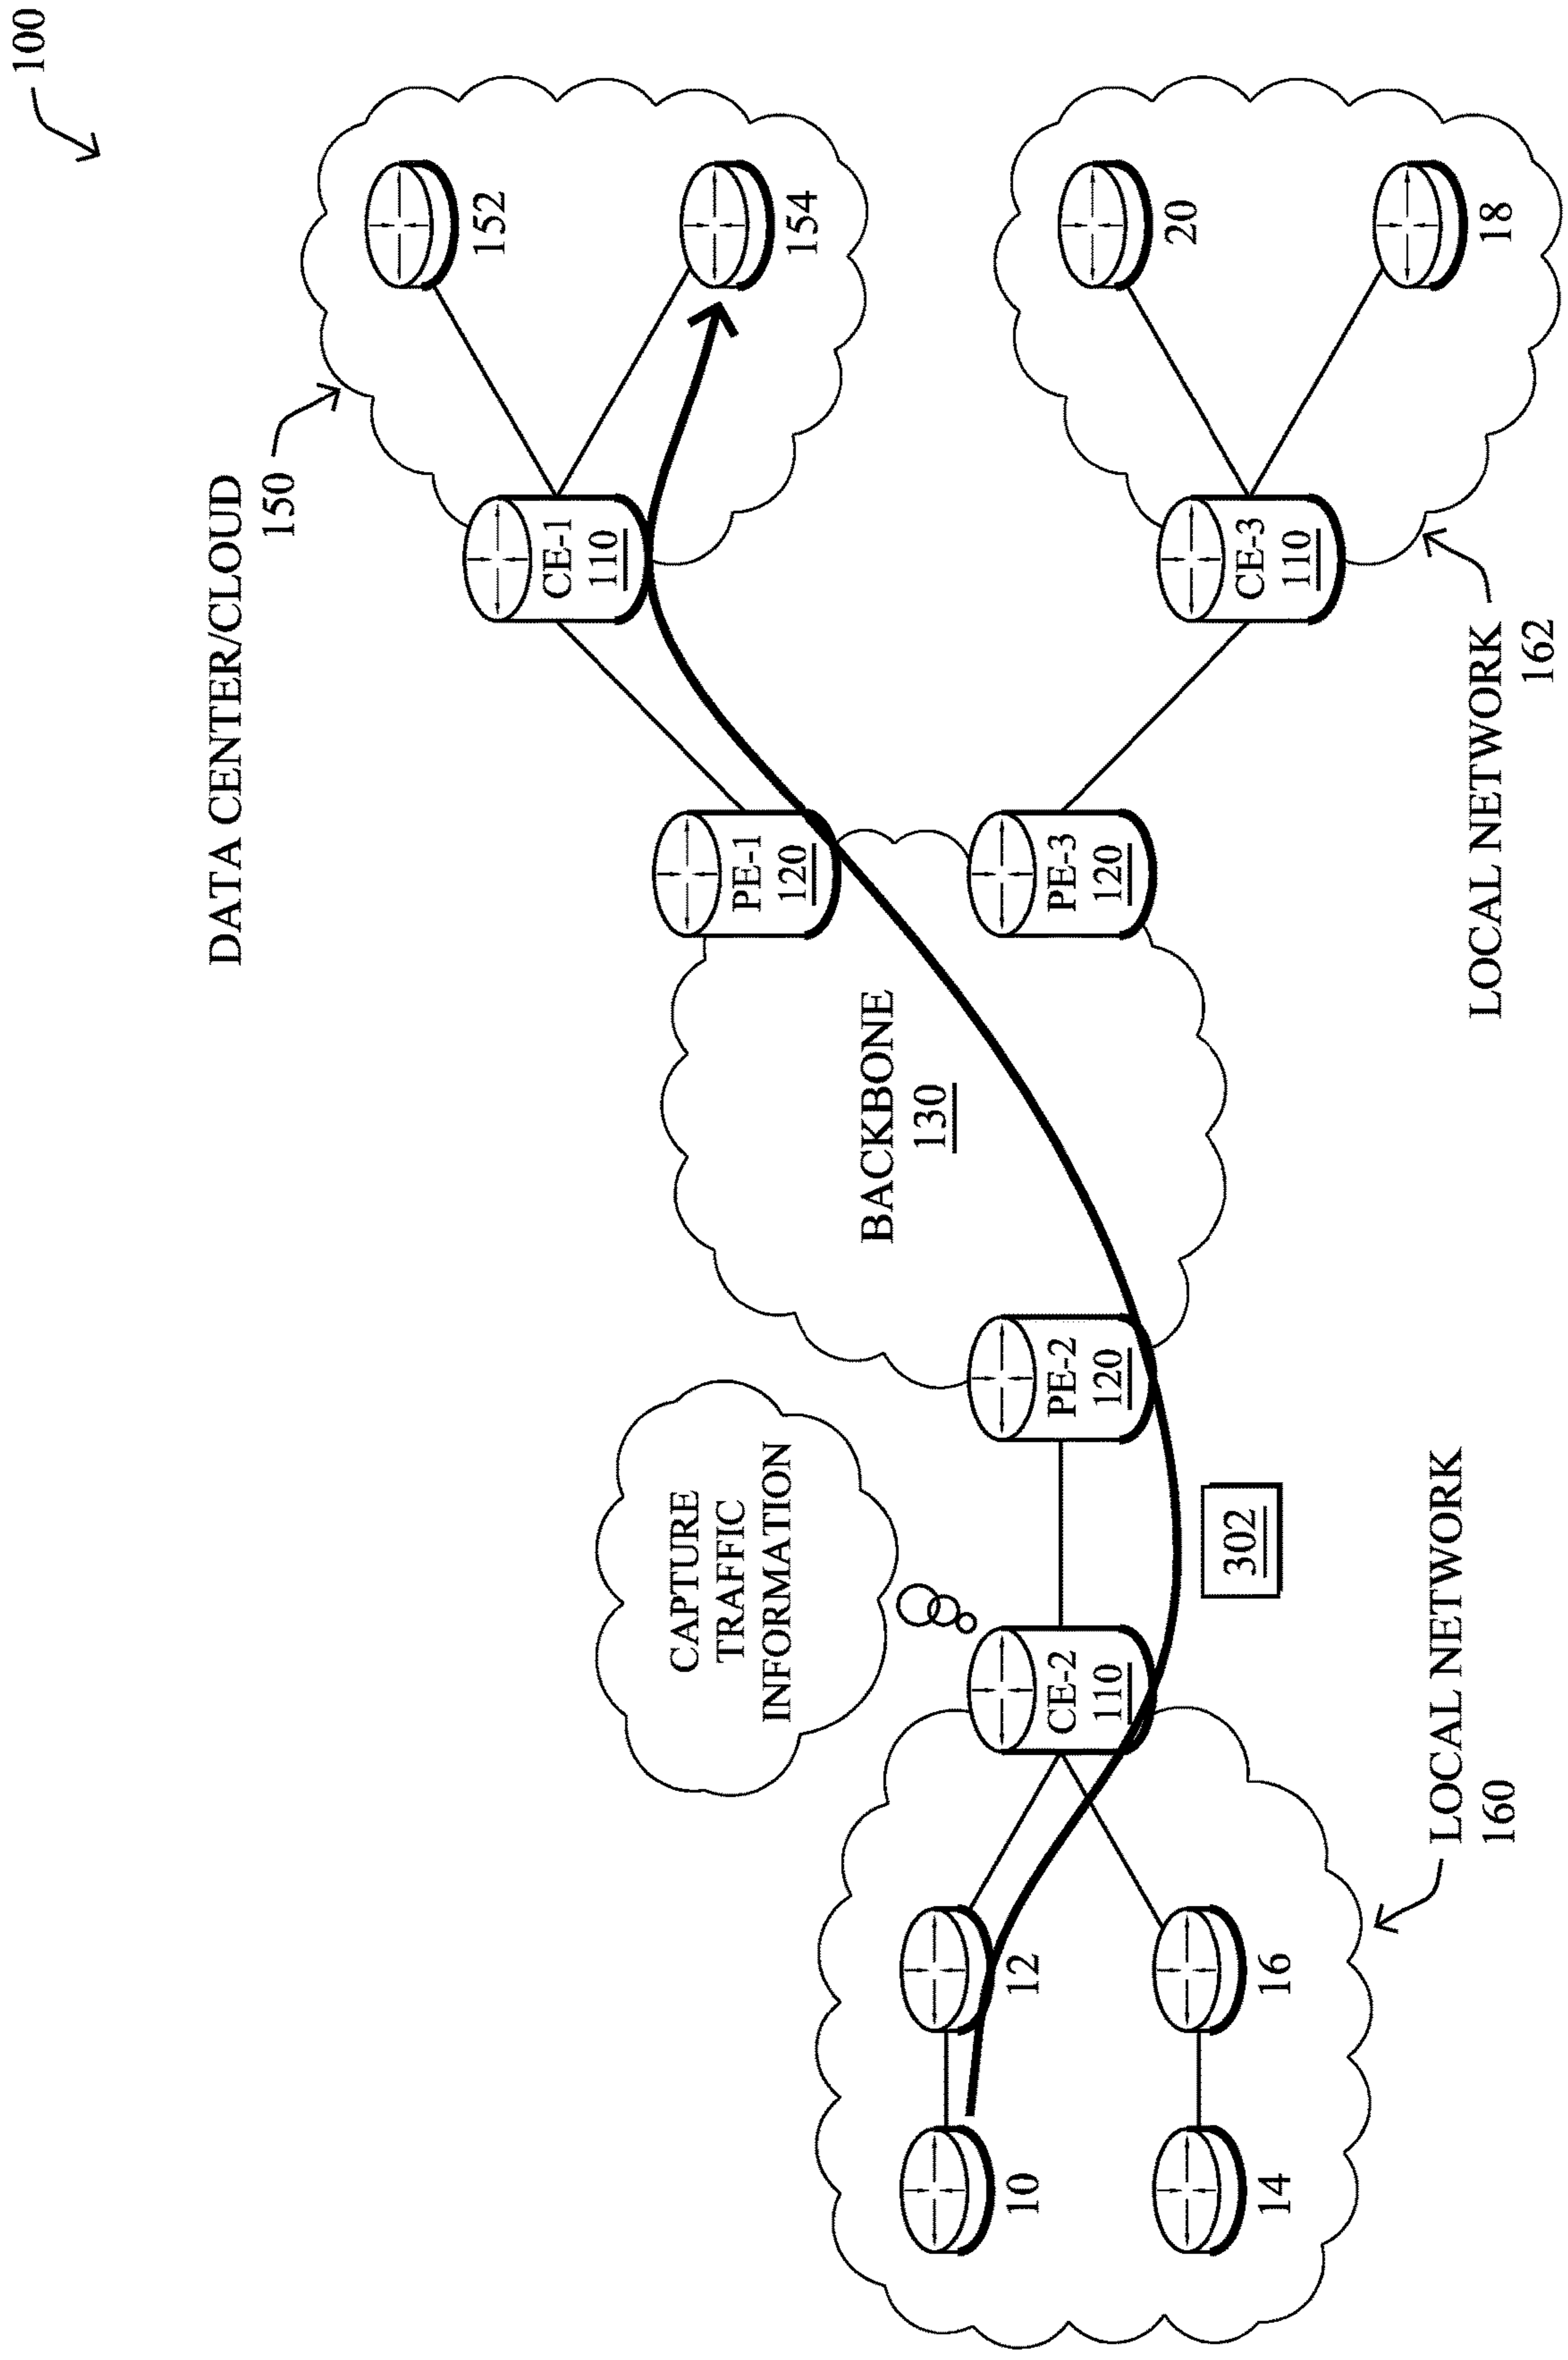 100
DATA CENTER/CLOUD
150
152
CE-1
110
154
CAPTURE
TRAFFIC
INFORMATION
PE-1
120
BACKBONE
130
10
12
CE-2
110
PE-2
120
PE-3
120
20
302
CE-3
110
14
16
18
LOCAL NETWORK
160
LOCAL NETWORK
162